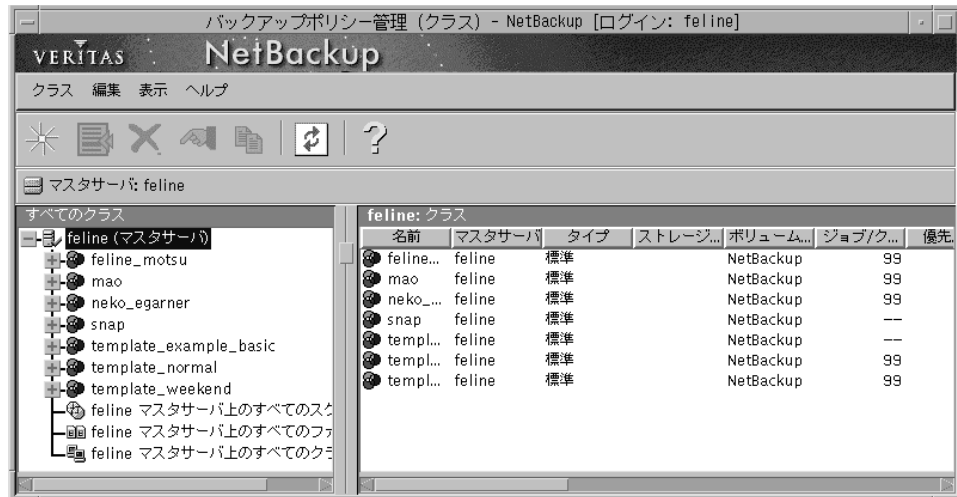 バックアップポリシー管理 (クラス) - NetBackup [ログイン: feline]
VERITAS NetBackup
クラス 編集 表示 ヘルプ
マスタサーバ: feline
すべてのクラス
feline (マスタサーバ)
feline_motsu
mao
neko_egarner
snap
template_example_basic
template_normal
template_weekend
feline マスタサーバ上のすべてのスケ
feline マスタサーバ上のすべてのファ
feline マスタサーバ上のすべてのクラ
feline: クラス
名前 マスタサーバ タイプ ストレージ... ボリューム... ジョブ/ク... 優先.
feline... feline 標準 NetBackup 99
mao feline 標準 NetBackup 99
neko_... feline 標準 NetBackup 99
snap feline 標準 NetBackup --
templ... feline 標準 NetBackup --
templ... feline 標準 NetBackup 99
templ... feline 標準 NetBackup 99